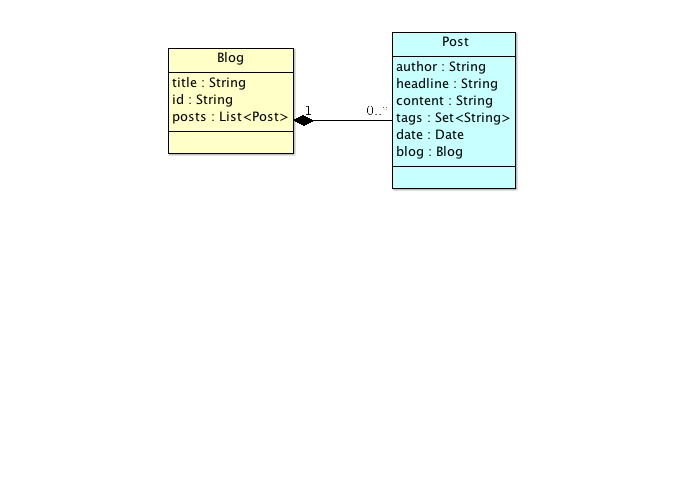 Blog
title : String
id : String
posts : List<Post>
1
0..*
Post
author : String
headline : String
content : String
tags : Set<String>
date : Date
blog : Blog